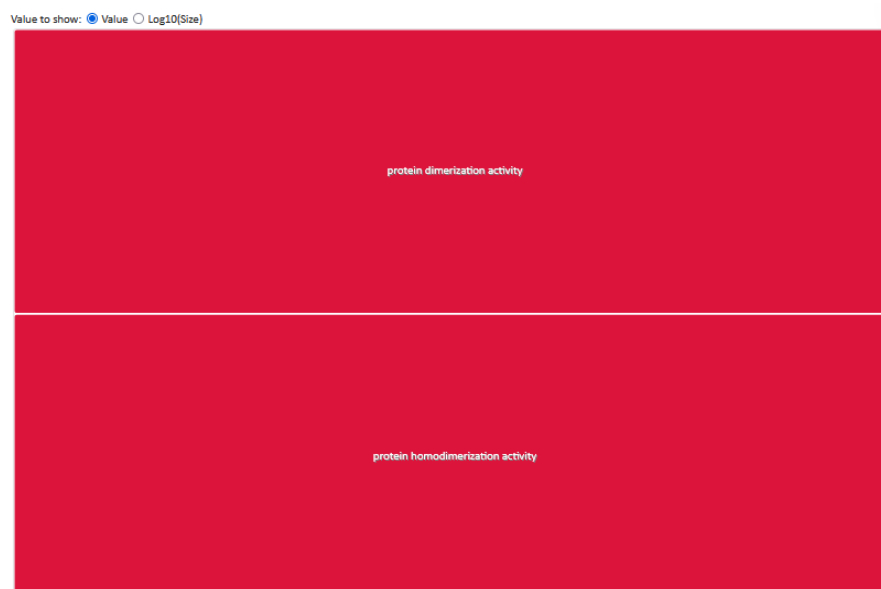 Value to show: Value Log10(Size)
protein dimerization activity
protein homodimerization activity